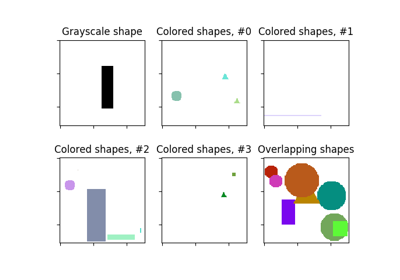 Grayscale shape
Colored shapes, #0
Colored shapes, #1
Colored shapes, #2
Colored shapes, #3
Overlapping shapes